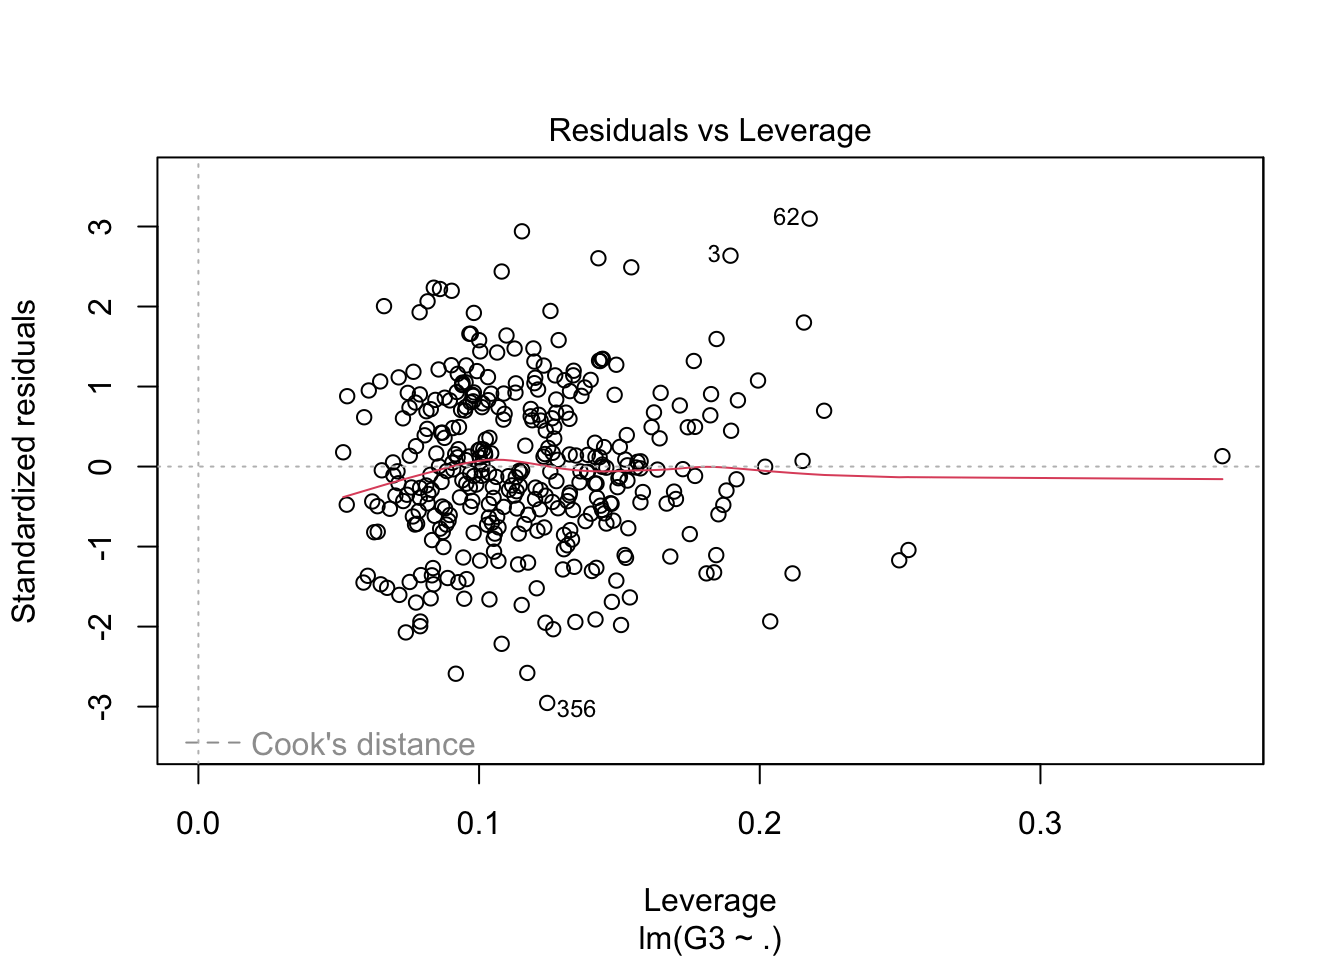 Residuals vs Leverage
Standardized residuals
3
2
1
0
-1
-2
-3
62
3
356
Cook's distance
0.0 0.1 0.2 0.3
Leverage
lm(G3 ~ .)